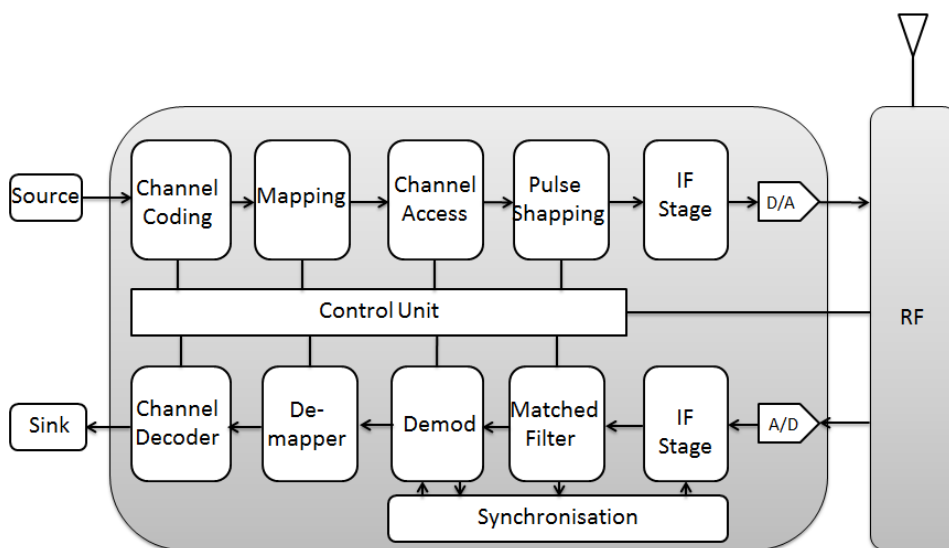 Source
Channel
Coding
Mapping
Channel
Access
Pulse
Shapping
IF
Stage
D/A
Control Unit
RF
Sink
Channel
Decoder
De-
mapper
Demod
Matched
Filter
IF
Stage
A/D
Synchronisation